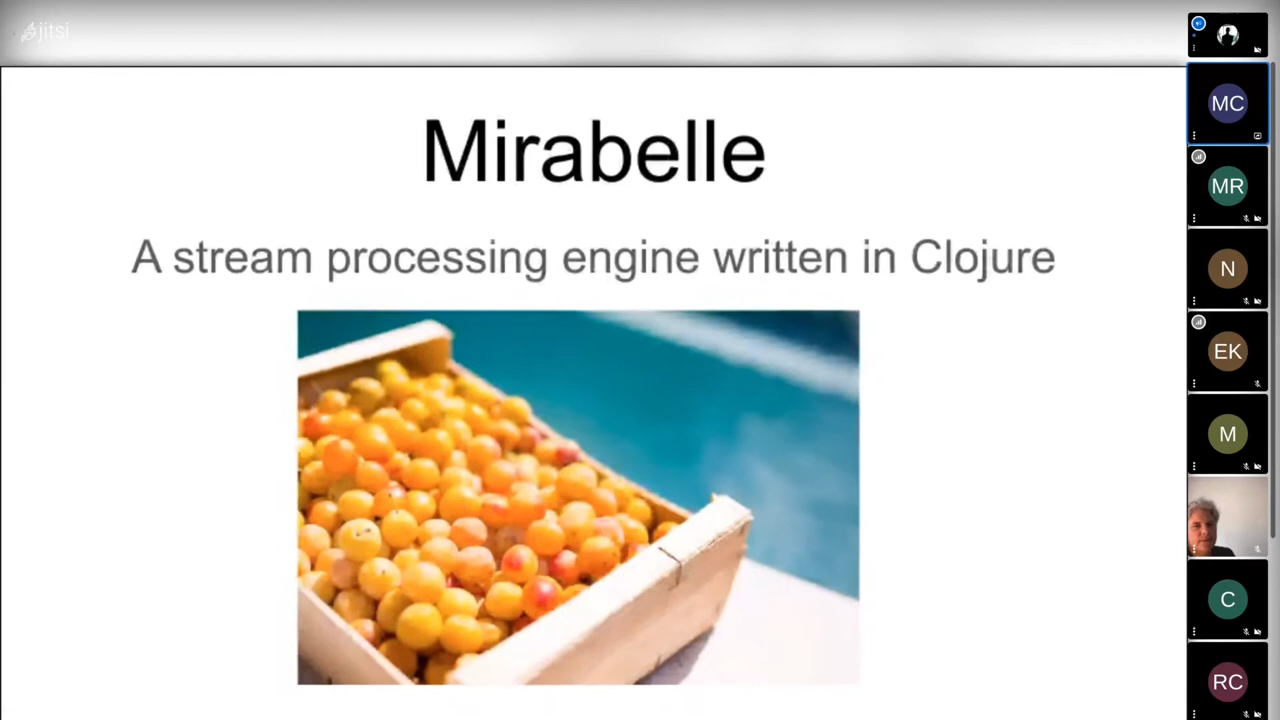 jitsi
Mirabelle
A stream processing engine written in Clojure
MC
MR
N
EK
M
C
RC